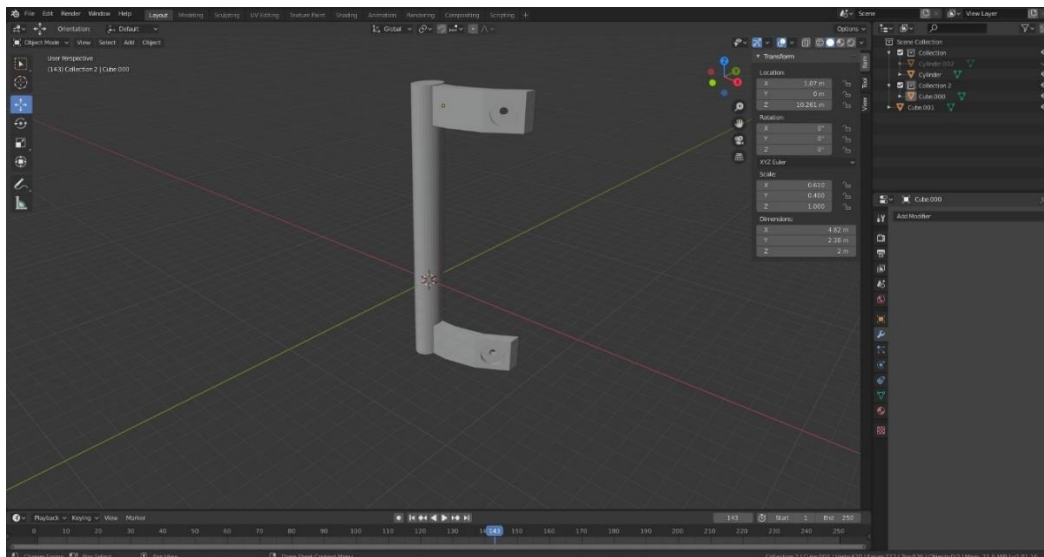 File Edit Render Window Help Layout Modeling Sculpting UV Editing Texture Paint Shading Animation Rendering Compositing Scripting + Scene View Layer
Orientation: Default Global Options
Object Mode View Select Add Object
User Perspective
(143) Collection 2 | Cube.000
Transform
Location:
X 1.07 m
Y 0 m
Z 10.261 m
Rotation:
X 0°
Y 0°
Z 0°
XYZ Euler
Scale:
X 0.610
Z 1.000
Dimensions:
X 4.82 m
Y 2.38 m
Z 2 m
Item
Tool
View
Scene Collection
Collection
Cylinder.002
Cylinder
Collection 2
Cube.000
Cube.001
Cube.000
Add Modifier
Playback Keying View Marker 143 Start 1 End 250
0 10 20 30 40 50 60 70 80 90 100 110 120 130 143 150 160 170 180 190 200 210 220 230 240 250